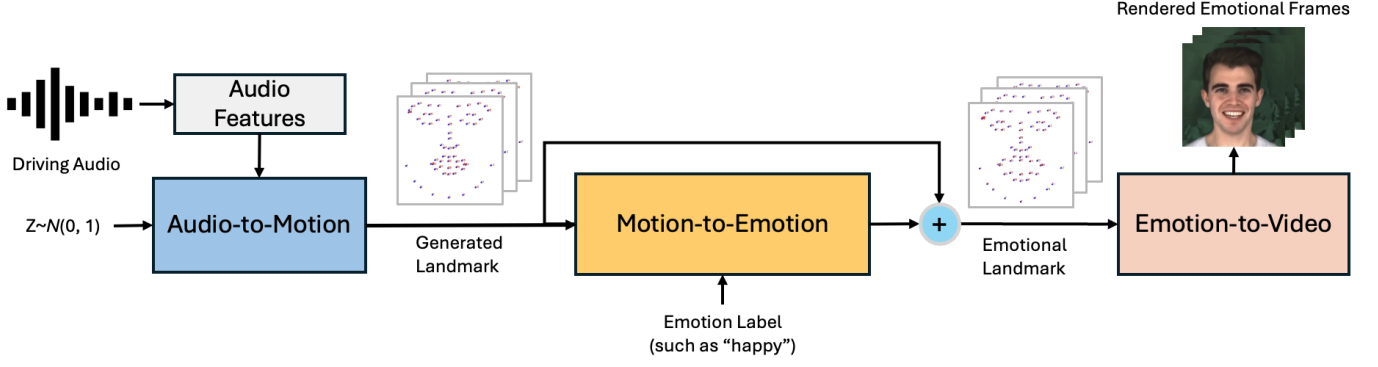 Rendered Emotional Frames
Audio
Features
Driving Audio
Z~N(0, 1)
Audio-to-Motion
Generated
Landmark
Motion-to-Emotion
+
Emotional
Landmark
Emotion-to-Video
Emotion Label
(such as “happy”)